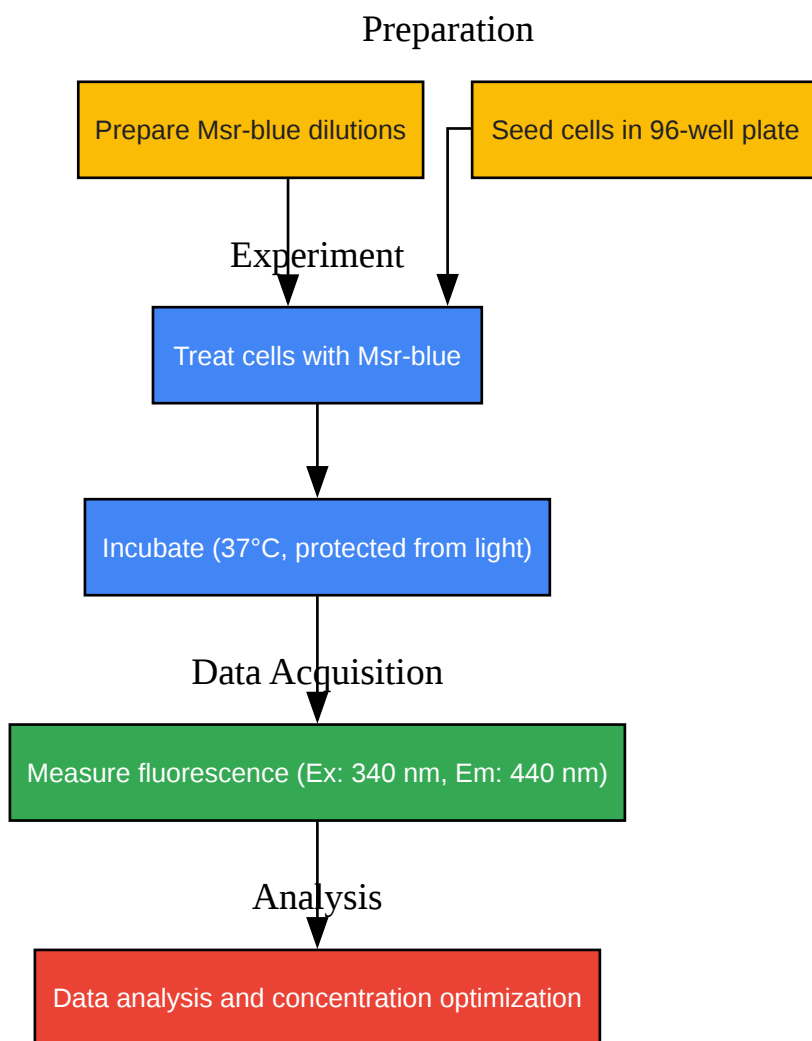 Preparation
Prepare Msr-blue dilutions
Seed cells in 96-well plate
Experiment
Treat cells with Msr-blue
Incubate (37°C, protected from light)
Data Acquisition
Measure fluorescence (Ex: 340 nm, Em: 440 nm)
Analysis
Data analysis and concentration optimization